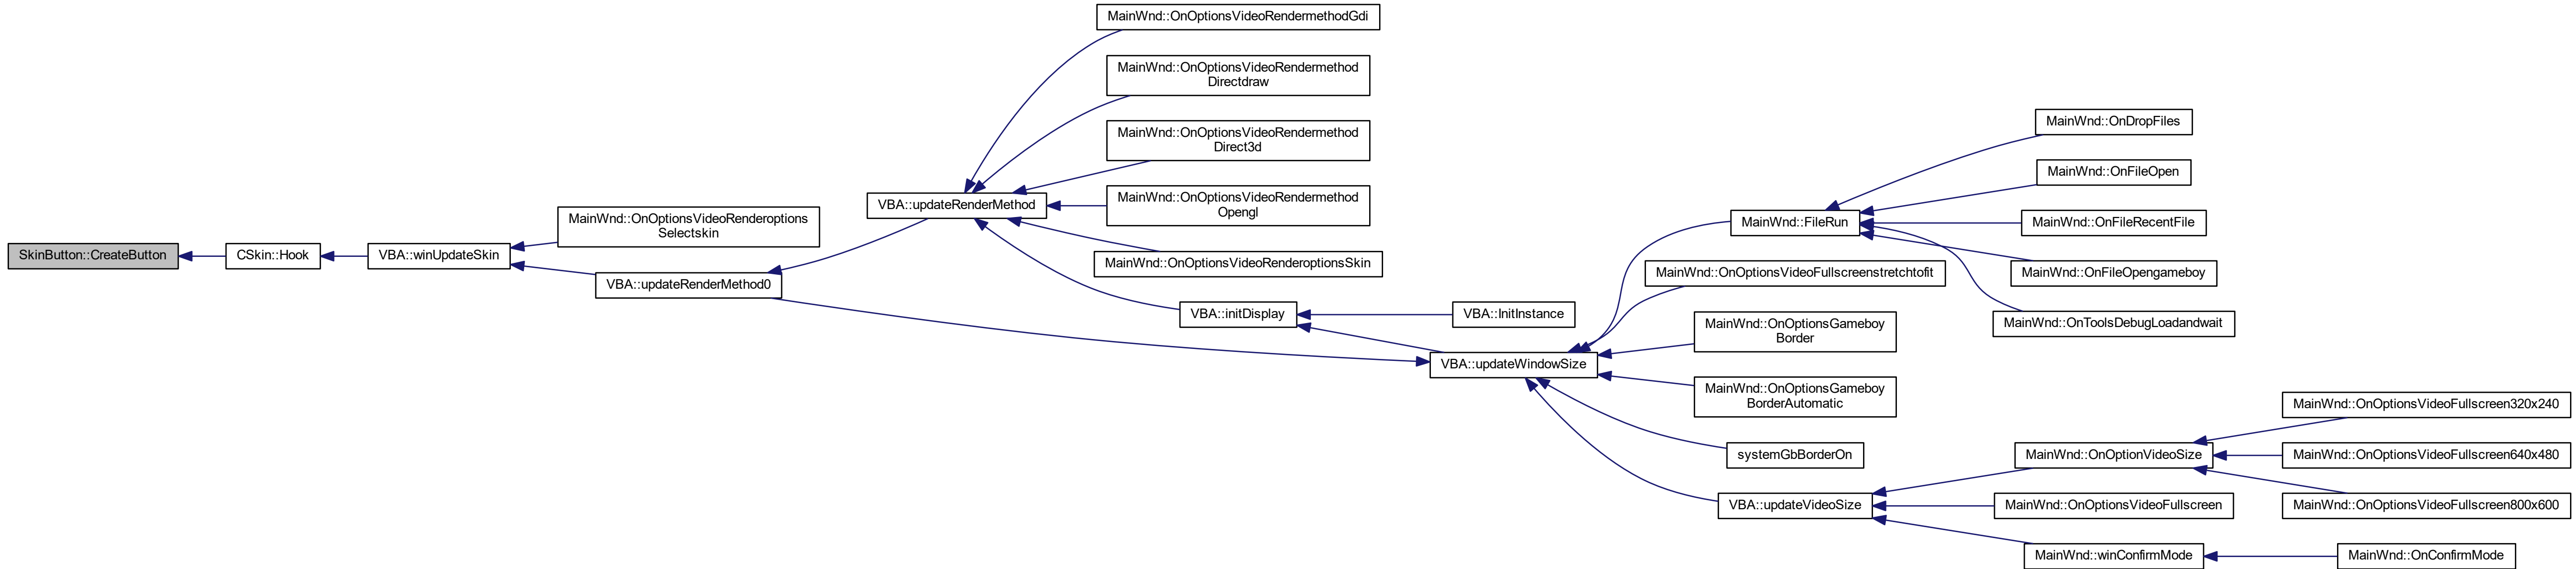 SkinButton::CreateButton
CSkin::Hook
VBA::winUpdateSkin
MainWnd::OnOptionsVideoRenderoptions
Selectskin
VBA::updateRenderMethod0
VBA::updateRenderMethod
MainWnd::OnOptionsVideoRendermethodGdi
MainWnd::OnOptionsVideoRendermethod
Directdraw
MainWnd::OnOptionsVideoRendermethod
Direct3d
MainWnd::OnOptionsVideoRendermethod
Opengl
MainWnd::OnOptionsVideoRenderoptionsSkin
VBA::initDisplay
VBA::InitInstance
VBA::updateWindowSize
MainWnd::FileRun
MainWnd::OnOptionsVideoFullscreenstretchtofit
MainWnd::OnOptionsGameboy
Border
MainWnd::OnOptionsGameboy
BorderAutomatic
systemGbBorderOn
VBA::updateVideoSize
MainWnd::OnDropFiles
MainWnd::OnFileOpen
MainWnd::OnFileRecentFile
MainWnd::OnFileOpengameboy
MainWnd::OnToolsDebugLoadandwait
MainWnd::OnOptionVideoSize
MainWnd::OnOptionsVideoFullscreen
MainWnd::winConfirmMode
MainWnd::OnOptionsVideoFullscreen320x240
MainWnd::OnOptionsVideoFullscreen640x480
MainWnd::OnOptionsVideoFullscreen800x600
MainWnd::OnConfirmMode